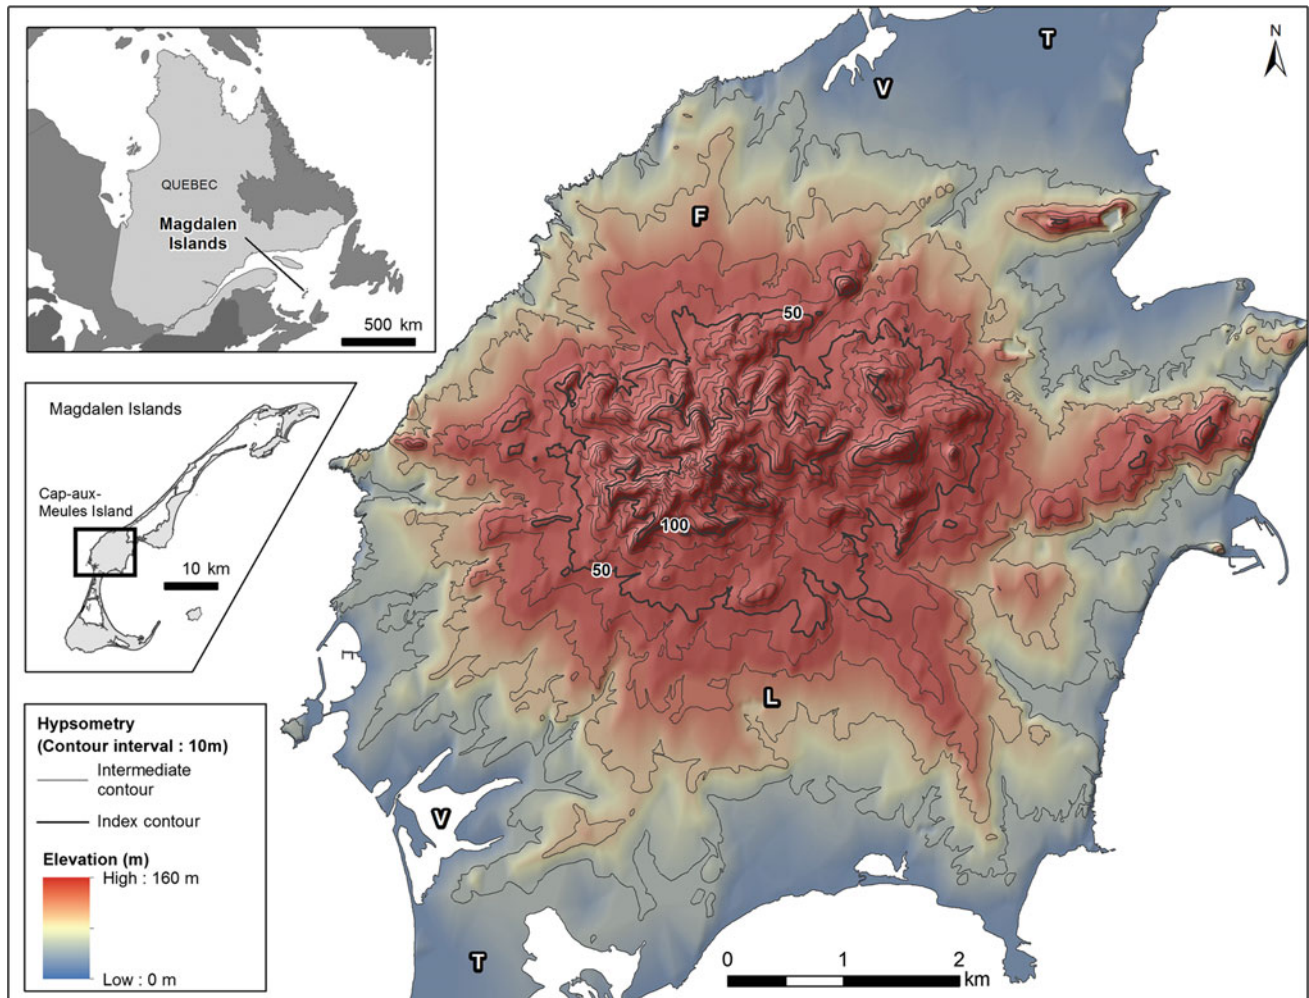 QUEBEC
Magdalen
Islands
500 km
Magdalen Islands
Cap-aux-
Meules Island
10 km
Hypsometry
(Contour interval : 10m)
Intermediate
contour
Index contour
Elevation (m)
High : 160 m
Low : 0 m
N
T
V
F
50
100
50
L
V
T
0
1
2
km